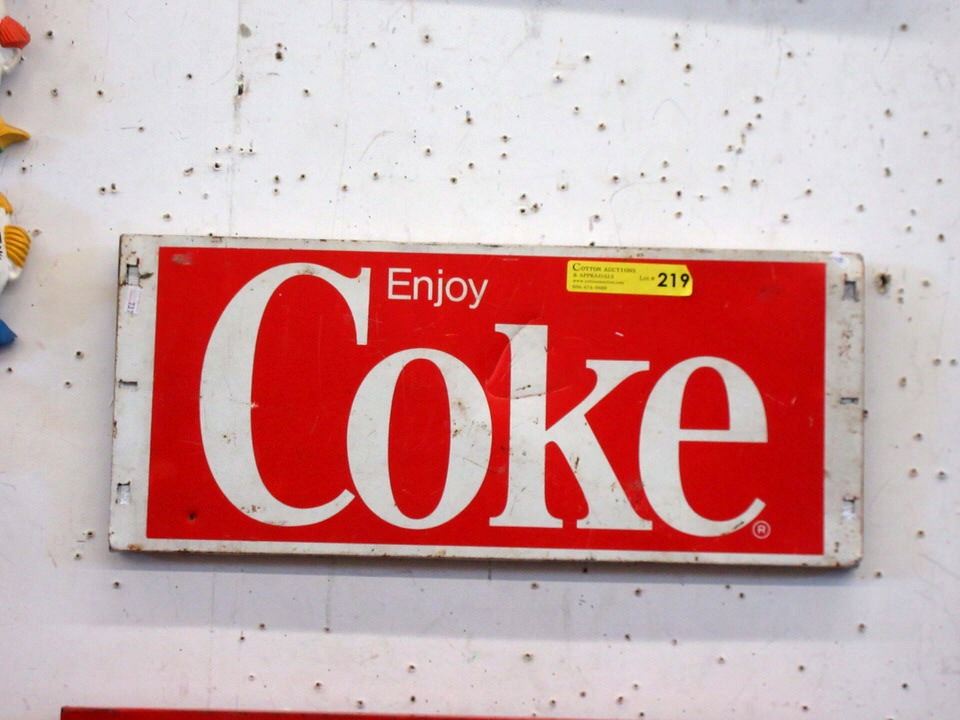 Enjoy
Coke
®
COTTON AUCTIONS
& APPRAISALS
Lot # 219